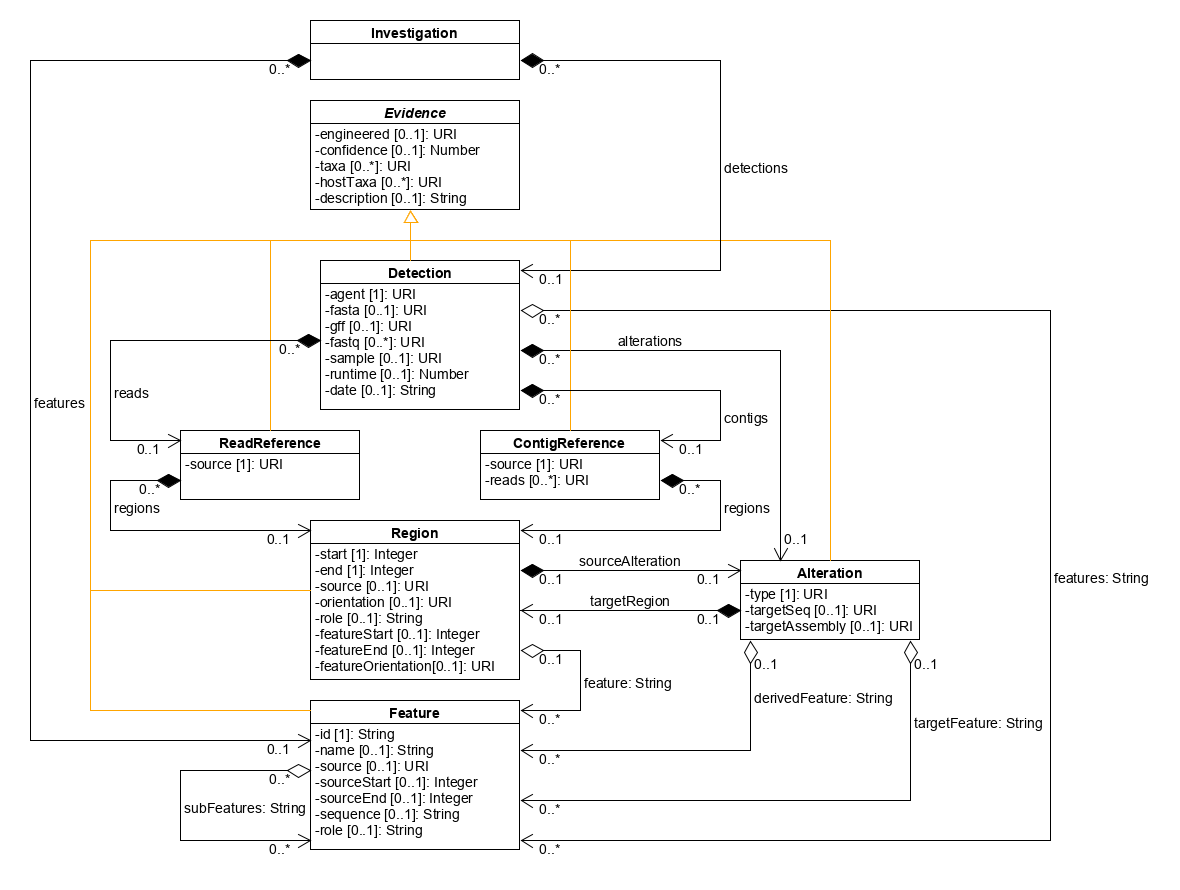 Investigation
0..*
0..*
Evidence
-engineered [0..1]: URI
-confidence [0..1]: Number
-taxa [0..*]: URI
-hostTaxa [0..*]: URI
-description [0..1]: String
detections
Detection
0..1
-agent [1]: URI
-fasta [0..1]: URI
-gff [0..1]: URI
-fastq [0..*]: URI
-sample [0..1]: URI
-runtime [0..1]: Number
-date [0..1]: String
0..*
alterations
0..*
0..*
0..*
reads
features
contigs
0..1
0..1
ReadReference
-source [1]: URI
ContigReference
-source [1]: URI
-reads [0..*]: URI
0..*
0..*
regions
regions
0..1
0..1
0..1
Region
-start [1]: Integer
-end [1]: Integer
-source [0..1]: URI
-orientation [0..1]: URI
-role [0..1]: String
-featureStart [0..1]: Integer
-featureEnd [0..1]: Integer
-featureOrientation[0..1]: URI
sourceAlteration
0..1
0..1
targetRegion
0..1
0..1
Alteration
-type [1]: URI
-targetSeq [0..1]: URI
-targetAssembly [0..1]: URI
features: String
0..1
0..1
0..1
feature: String
derivedFeature: String
targetFeature: String
0..*
Feature
-id [1]: String
-name [0..1]: String
-source [0..1]: URI
-sourceStart [0..1]: Integer
-sourceEnd [0..1]: Integer
-sequence [0..1]: String
-role [0..1]: String
0..1
0..*
0..*
subFeatures: String
0..*
0..*
0..*